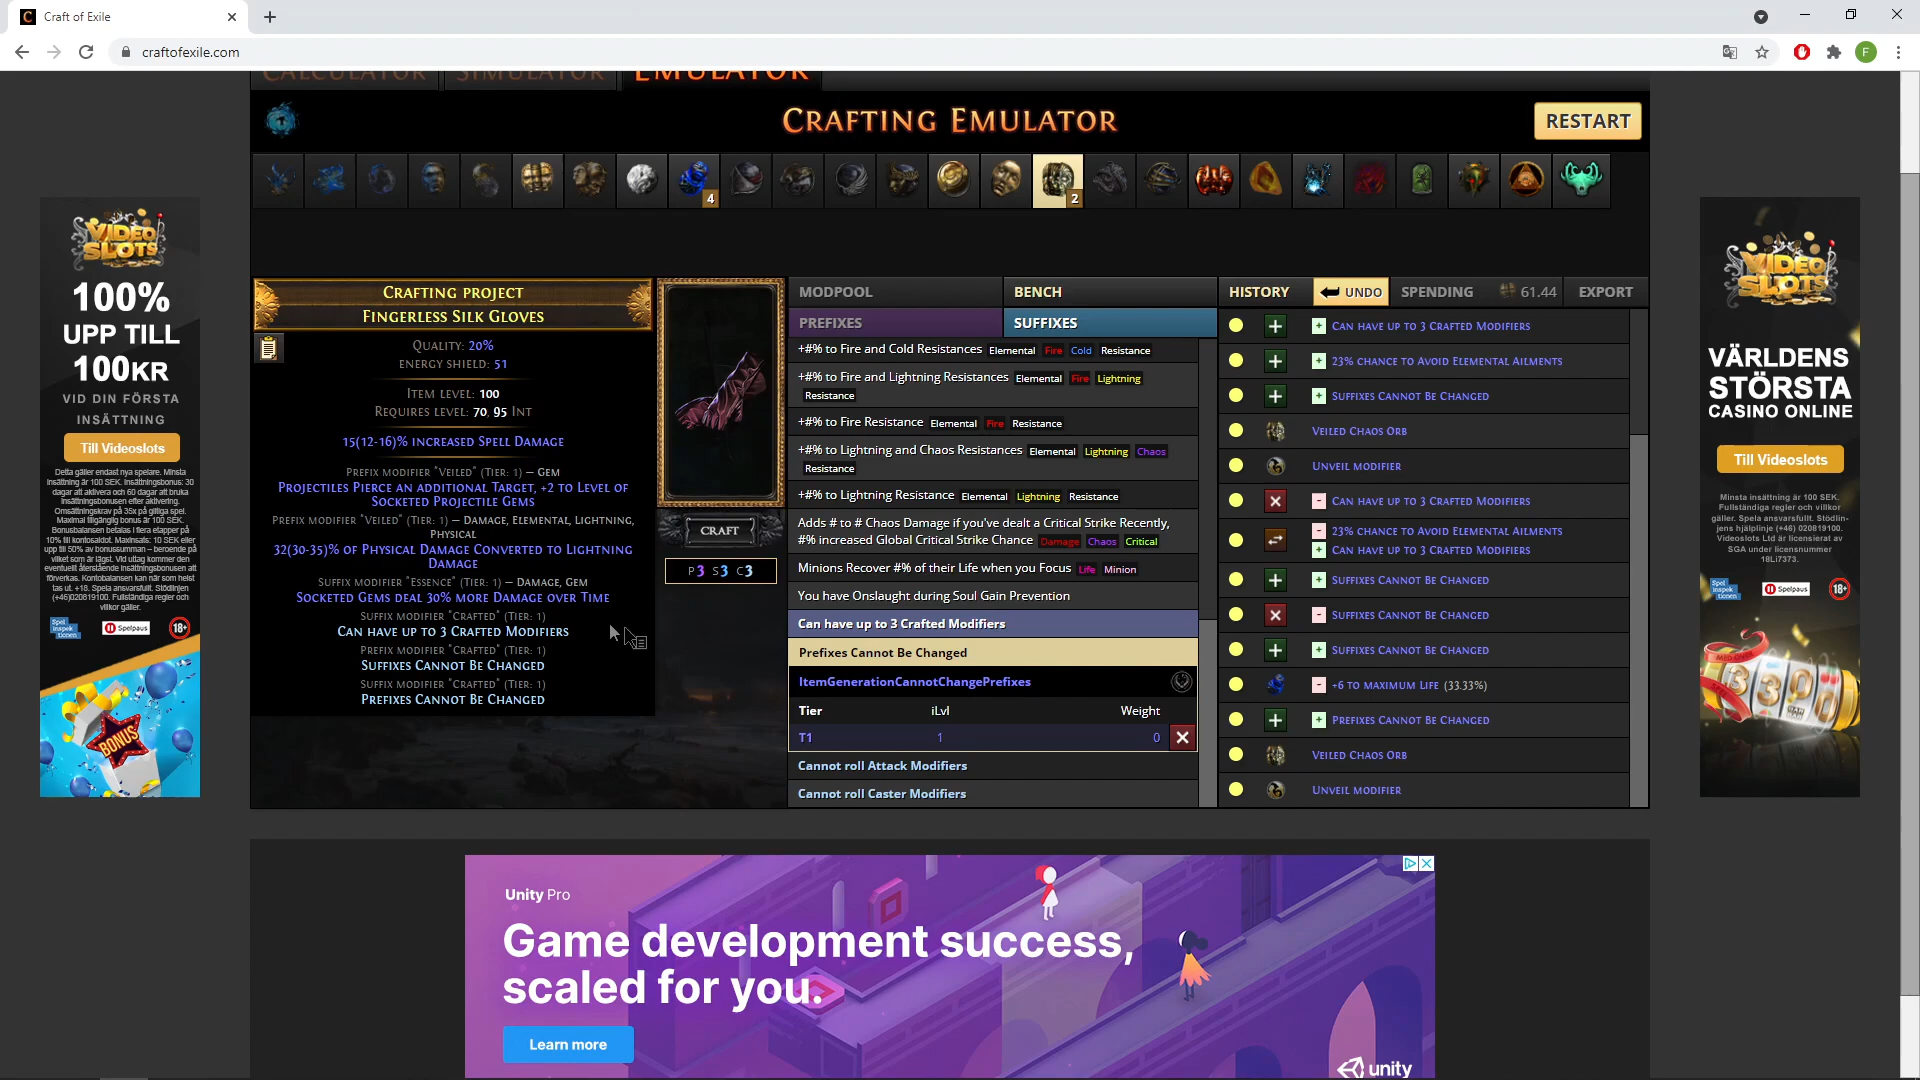 Craft of Exile
craftofexile.com
F
CALCULATOR
SIMULATOR
EMULATOR
Crafting Emulator
RESTART
4
2
Crafting project
Fingerless Silk Gloves
Quality: 20%
Energy Shield: 51
Item level: 100
Requires level: 70, 95 Int
15(12-16)% increased Spell Damage
Prefix modifier "Veiled" (Tier: 1) — Gem
Projectiles Pierce an additional Target, +2 to Level of
Socketed Projectile Gems
Prefix modifier "Veiled" (Tier: 1) — Damage, Elemental, Lightning,
Physical
32(30-35)% of Physical Damage Converted to Lightning
Damage
Suffix modifier "Essence" (Tier: 1) — Damage, Gem
Socketed Gems deal 30% more Damage over Time
Suffix modifier "Crafted" (Tier: 1)
Can have up to 3 Crafted Modifiers
Prefix modifier "Crafted" (Tier: 1)
Suffixes Cannot Be Changed
Suffix modifier "Crafted" (Tier: 1)
Prefixes Cannot Be Changed
CRAFT
P3 S3 C3
MODPOOL
BENCH
PREFIXES
SUFFIXES
+#% to Fire and Cold Resistances Elemental Fire Cold Resistance
+#% to Fire and Lightning Resistances Elemental Fire Lightning
Resistance
+#% to Fire Resistance Elemental Fire Resistance
+#% to Lightning and Chaos Resistances Elemental Lightning Chaos
Resistance
+#% to Lightning Resistance Elemental Lightning Resistance
Adds # to # Chaos Damage if you've dealt a Critical Strike Recently,
#% increased Global Critical Strike Chance Damage Chaos Critical
Minions Recover #% of their Life when you Focus Life Minion
You have Onslaught during Soul Gain Prevention
Can have up to 3 Crafted Modifiers
Prefixes Cannot Be Changed
ItemGenerationCannotChangePrefixes
Tier iLvl Weight
T1 1 0
Cannot roll Attack Modifiers
Cannot roll Caster Modifiers
HISTORY
UNDO
SPENDING
61.44
EXPORT
+ Can have up to 3 Crafted Modifiers
+ 23% chance to Avoid Elemental Ailments
+ Suffixes Cannot Be Changed
Veiled Chaos Orb
Unveil modifier
- Can have up to 3 Crafted Modifiers
- 23% chance to Avoid Elemental Ailments
+ Can have up to 3 Crafted Modifiers
+ Suffixes Cannot Be Changed
- Suffixes Cannot Be Changed
+ Suffixes Cannot Be Changed
- +6 to maximum Life (33.33%)
+ Prefixes Cannot Be Changed
Veiled Chaos Orb
Unveil modifier
VIDEO
SLOTS
100%
UPP TILL
100KR
VID DIN FÖRSTA
INSÄTTNING
Till Videoslots
BONUS
VIDEO
SLOTS
VÄRLDENS
STÖRSTA
CASINO ONLINE
Till Videoslots
Spelpaus
18+
Unity Pro
Game development success,
scaled for you.
Learn more
unity